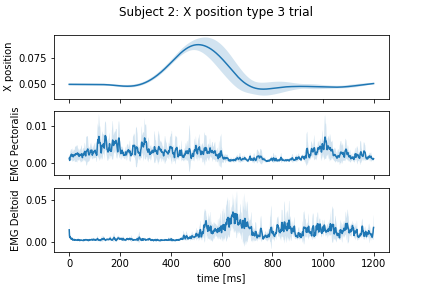 Subject 2: X position type 3 trial
X position
0.075
0.050
EMG Pectoralis
0.01
0.00
EMG Deltoid
0.05
0.00
0 200 400 600 800 1000 1200
time [ms]